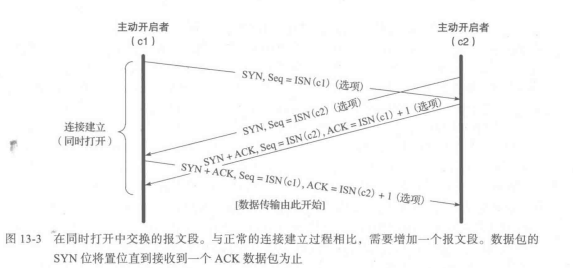 主动开启者 主动开启者
（c1） （c2）
SYN, Seq = ISN(c1)（选项）
SYN, Seq = ISN(c2)（选项）
连接建立
（同时打开）
SYN + ACK, Seq = ISN(c2), ACK = ISN(c1) + 1（选项）
SYN + ACK, Seq = ISN(c1), ACK = ISN(c2) + 1（选项）
[数据传输由此开始]
图 13-3 在同时打开中交换的报文段。与正常的连接建立过程相比，需要增加一个报文段。数据包的
SYN 位将置位直到接收到一个 ACK 数据包为止